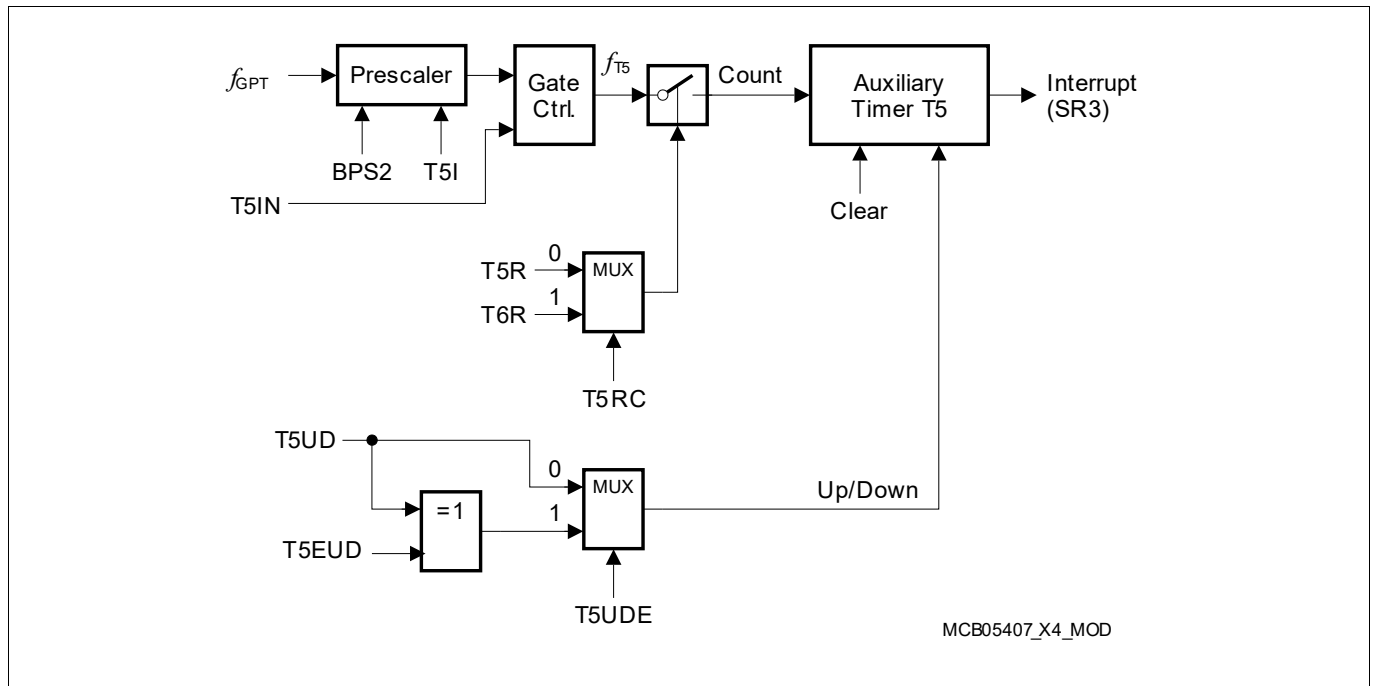 fGPT
Prescaler
BPS2
T5I
T5IN
Gate
Ctrl.
fT5
Count
Auxiliary
Timer T5
Interrupt
(SR3)
Clear
T5R
0
T6R
1
MUX
T5RC
T5UD
=1
T5EUD
0
1
MUX
T5UDE
Up/Down
MCB05407_X4_MOD